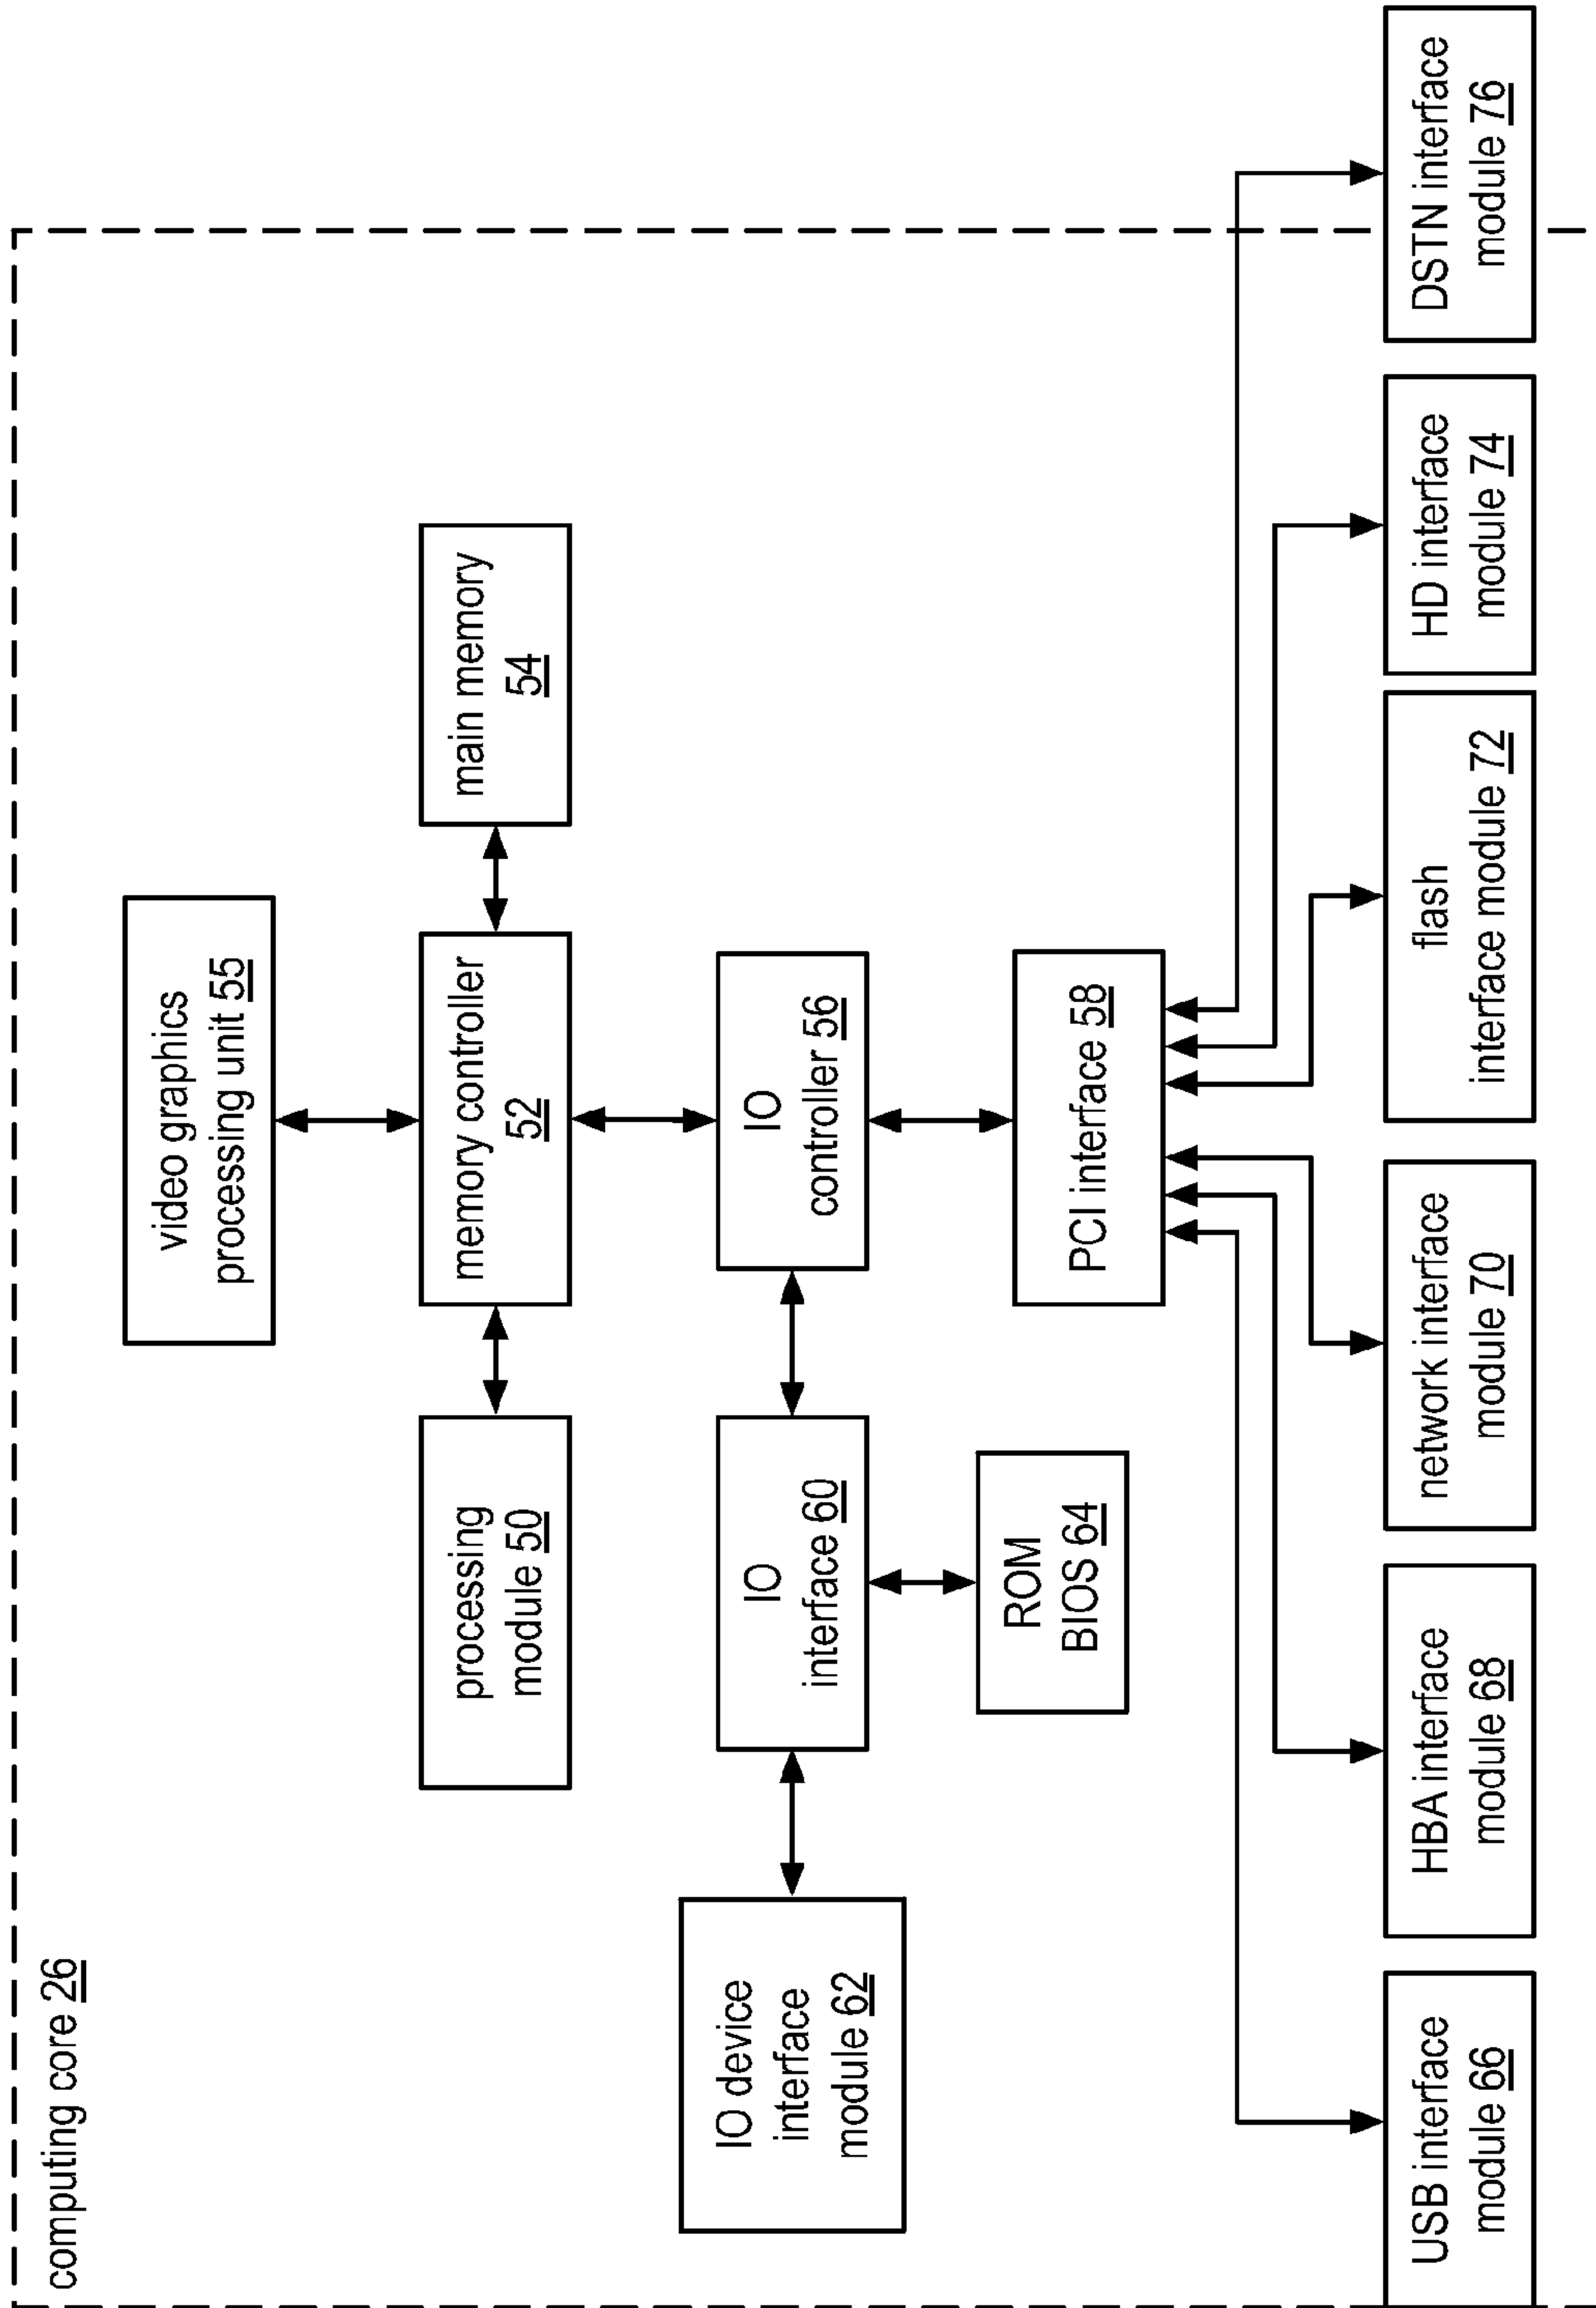 computing core 26
video graphics
processing unit 55
processing
module 50
memory controller
52
main memory
54
IO device
interface
module 62
IO
interface 60
IO
controller 56
ROM
BIOS 64
PCI interface 58
USB interface
module 66
HBA interface
module 68
network interface
module 70
flash
interface module 72
HD interface
module 74
DSTN interface
module 76